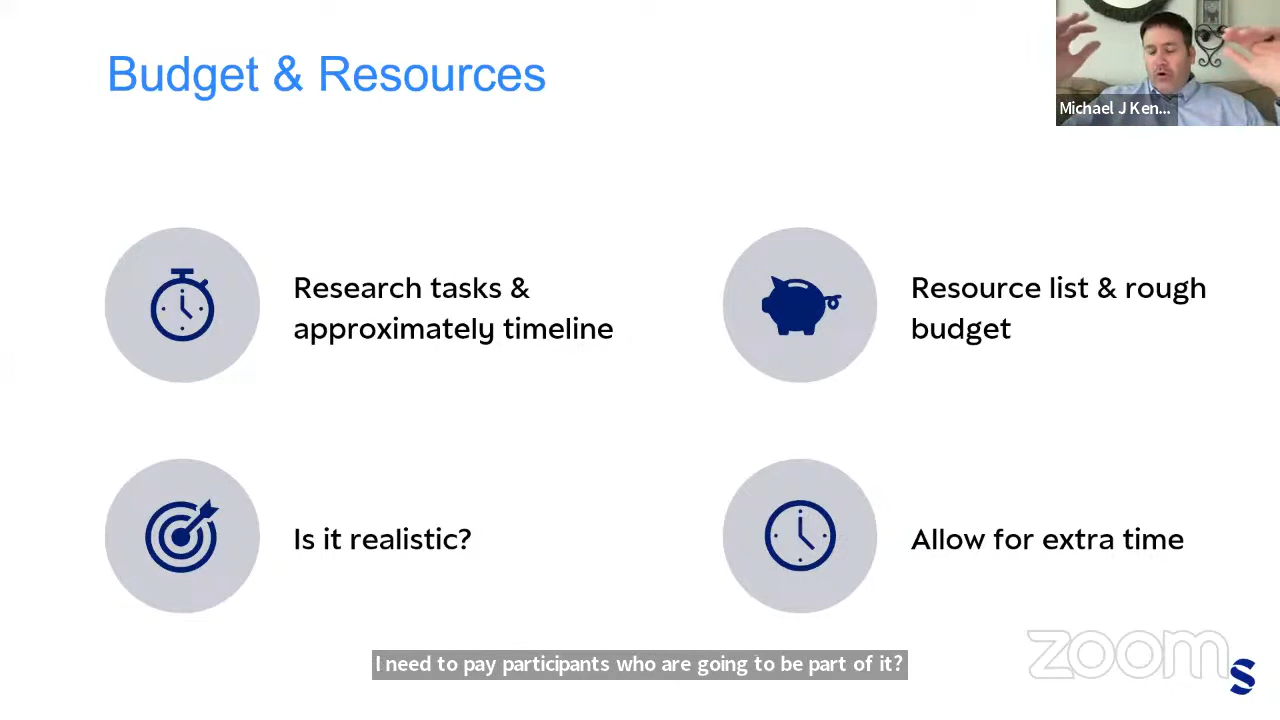 Budget & Resources
Michael J Ken...
Research tasks &
approximately timeline
Resource list & rough
budget
Is it realistic?
Allow for extra time
I need to pay participants who are going to be part of it?
zoom
S